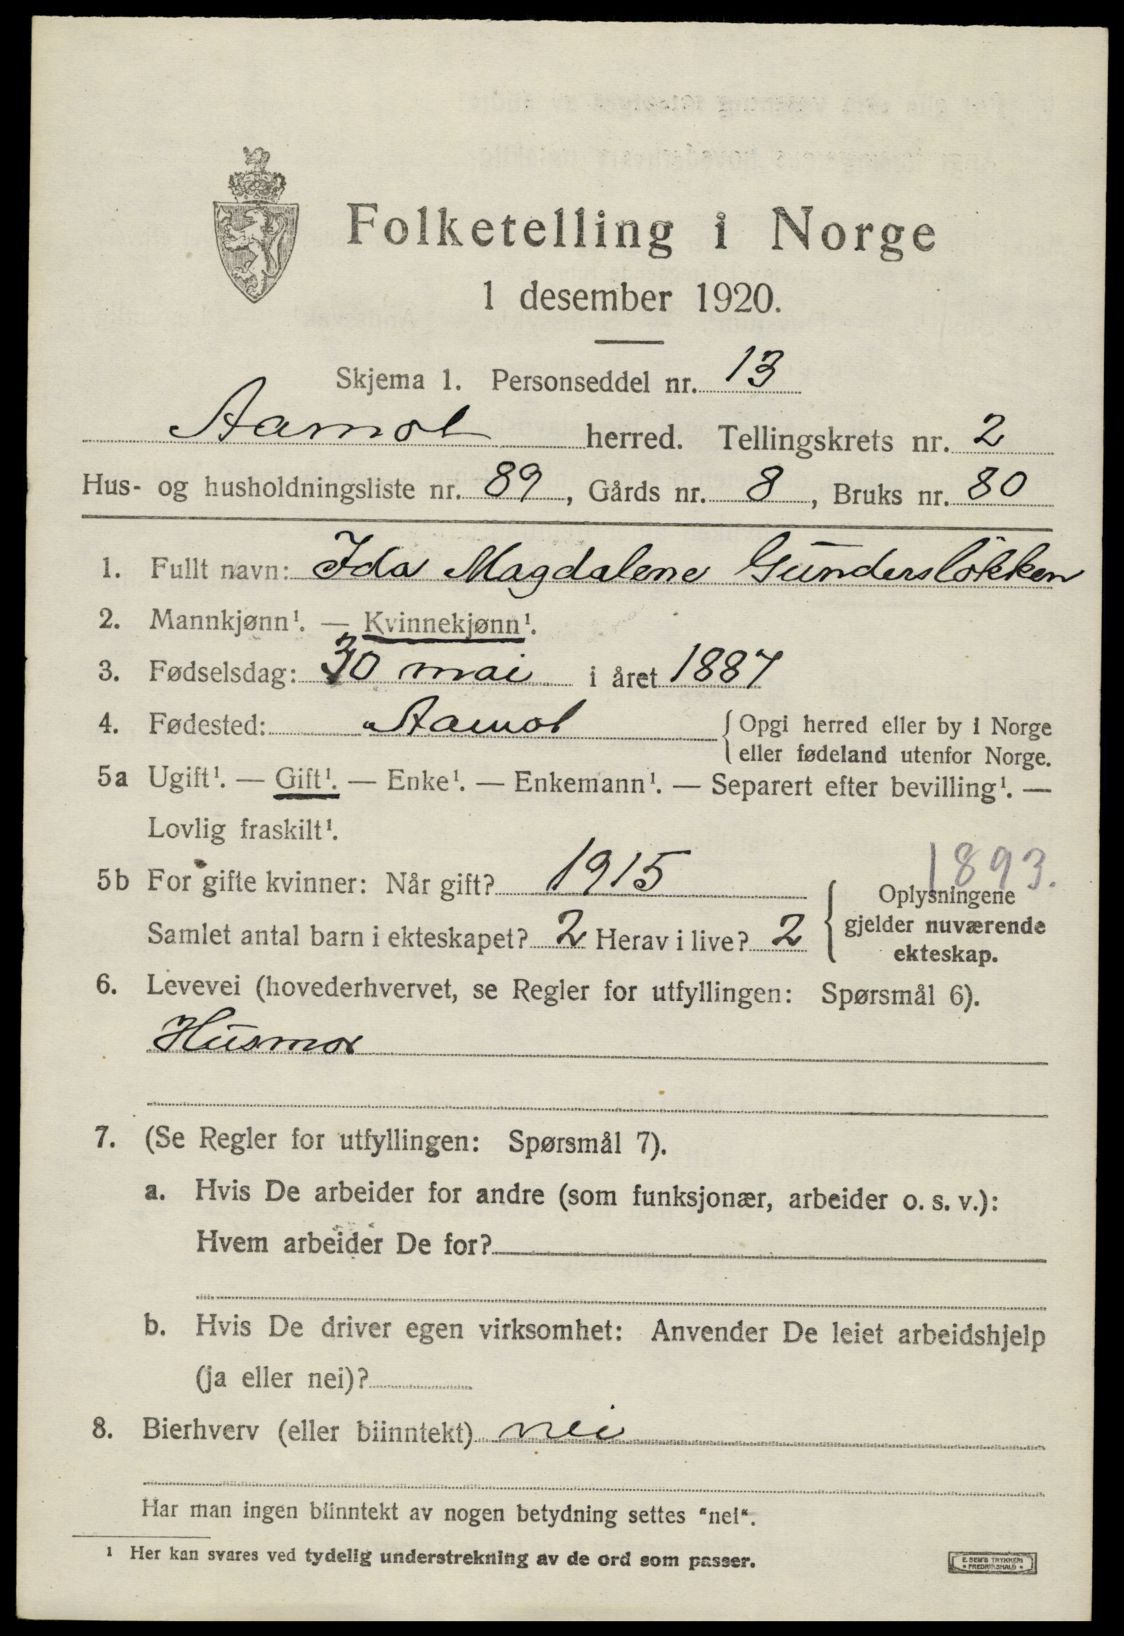 Folketelling i Norge
1 desember 1920.
Skjema 1. Personseddel nr. 13
Aamot herred. Tellingskrets nr. 2
Hus- og husholdningsliste nr. 89, Gårds nr. 8, Bruks nr. 80
1. Fullt navn: Ida Magdalene Gundersløkken
2. Mannkjønn¹. — Kvinnekjønn¹.
3. Fødselsdag: 30 mai i året 1887
4. Fødested: Aamot {Opgi herred eller by i Norge
eller fødeland utenfor Norge.
5a Ugift¹. — Gift¹. — Enke¹. — Enkemann¹. — Separert efter bevilling¹. —
Lovlig fraskilt¹.
1893.
5b For gifte kvinner: Når gift? 1915 { Oplysningene
gjelder nuværende
Samlet antal barn i ekteskapet? 2 Herav i live? 2
ekteskap.
6. Levevei (hovederhvervet, se Regler for utfyllingen: Spørsmål 6).
Husmor
7. (Se Regler for utfyllingen: Spørsmål 7).
a. Hvis De arbeider for andre (som funksjonær, arbeider o. s. v.):
Hvem arbeider De for?
b. Hvis De driver egen virksomhet: Anvender De leiet arbeidshjelp
(ja eller nei)?
8. Bierhverv (eller biinntekt) nei
Har man ingen biinntekt av nogen betydning settes "nei".
¹ Her kan svares ved tydelig understrekning av de ord som passer.
E. SEM'S TRYKKERI
• FREDRIKSHALD •